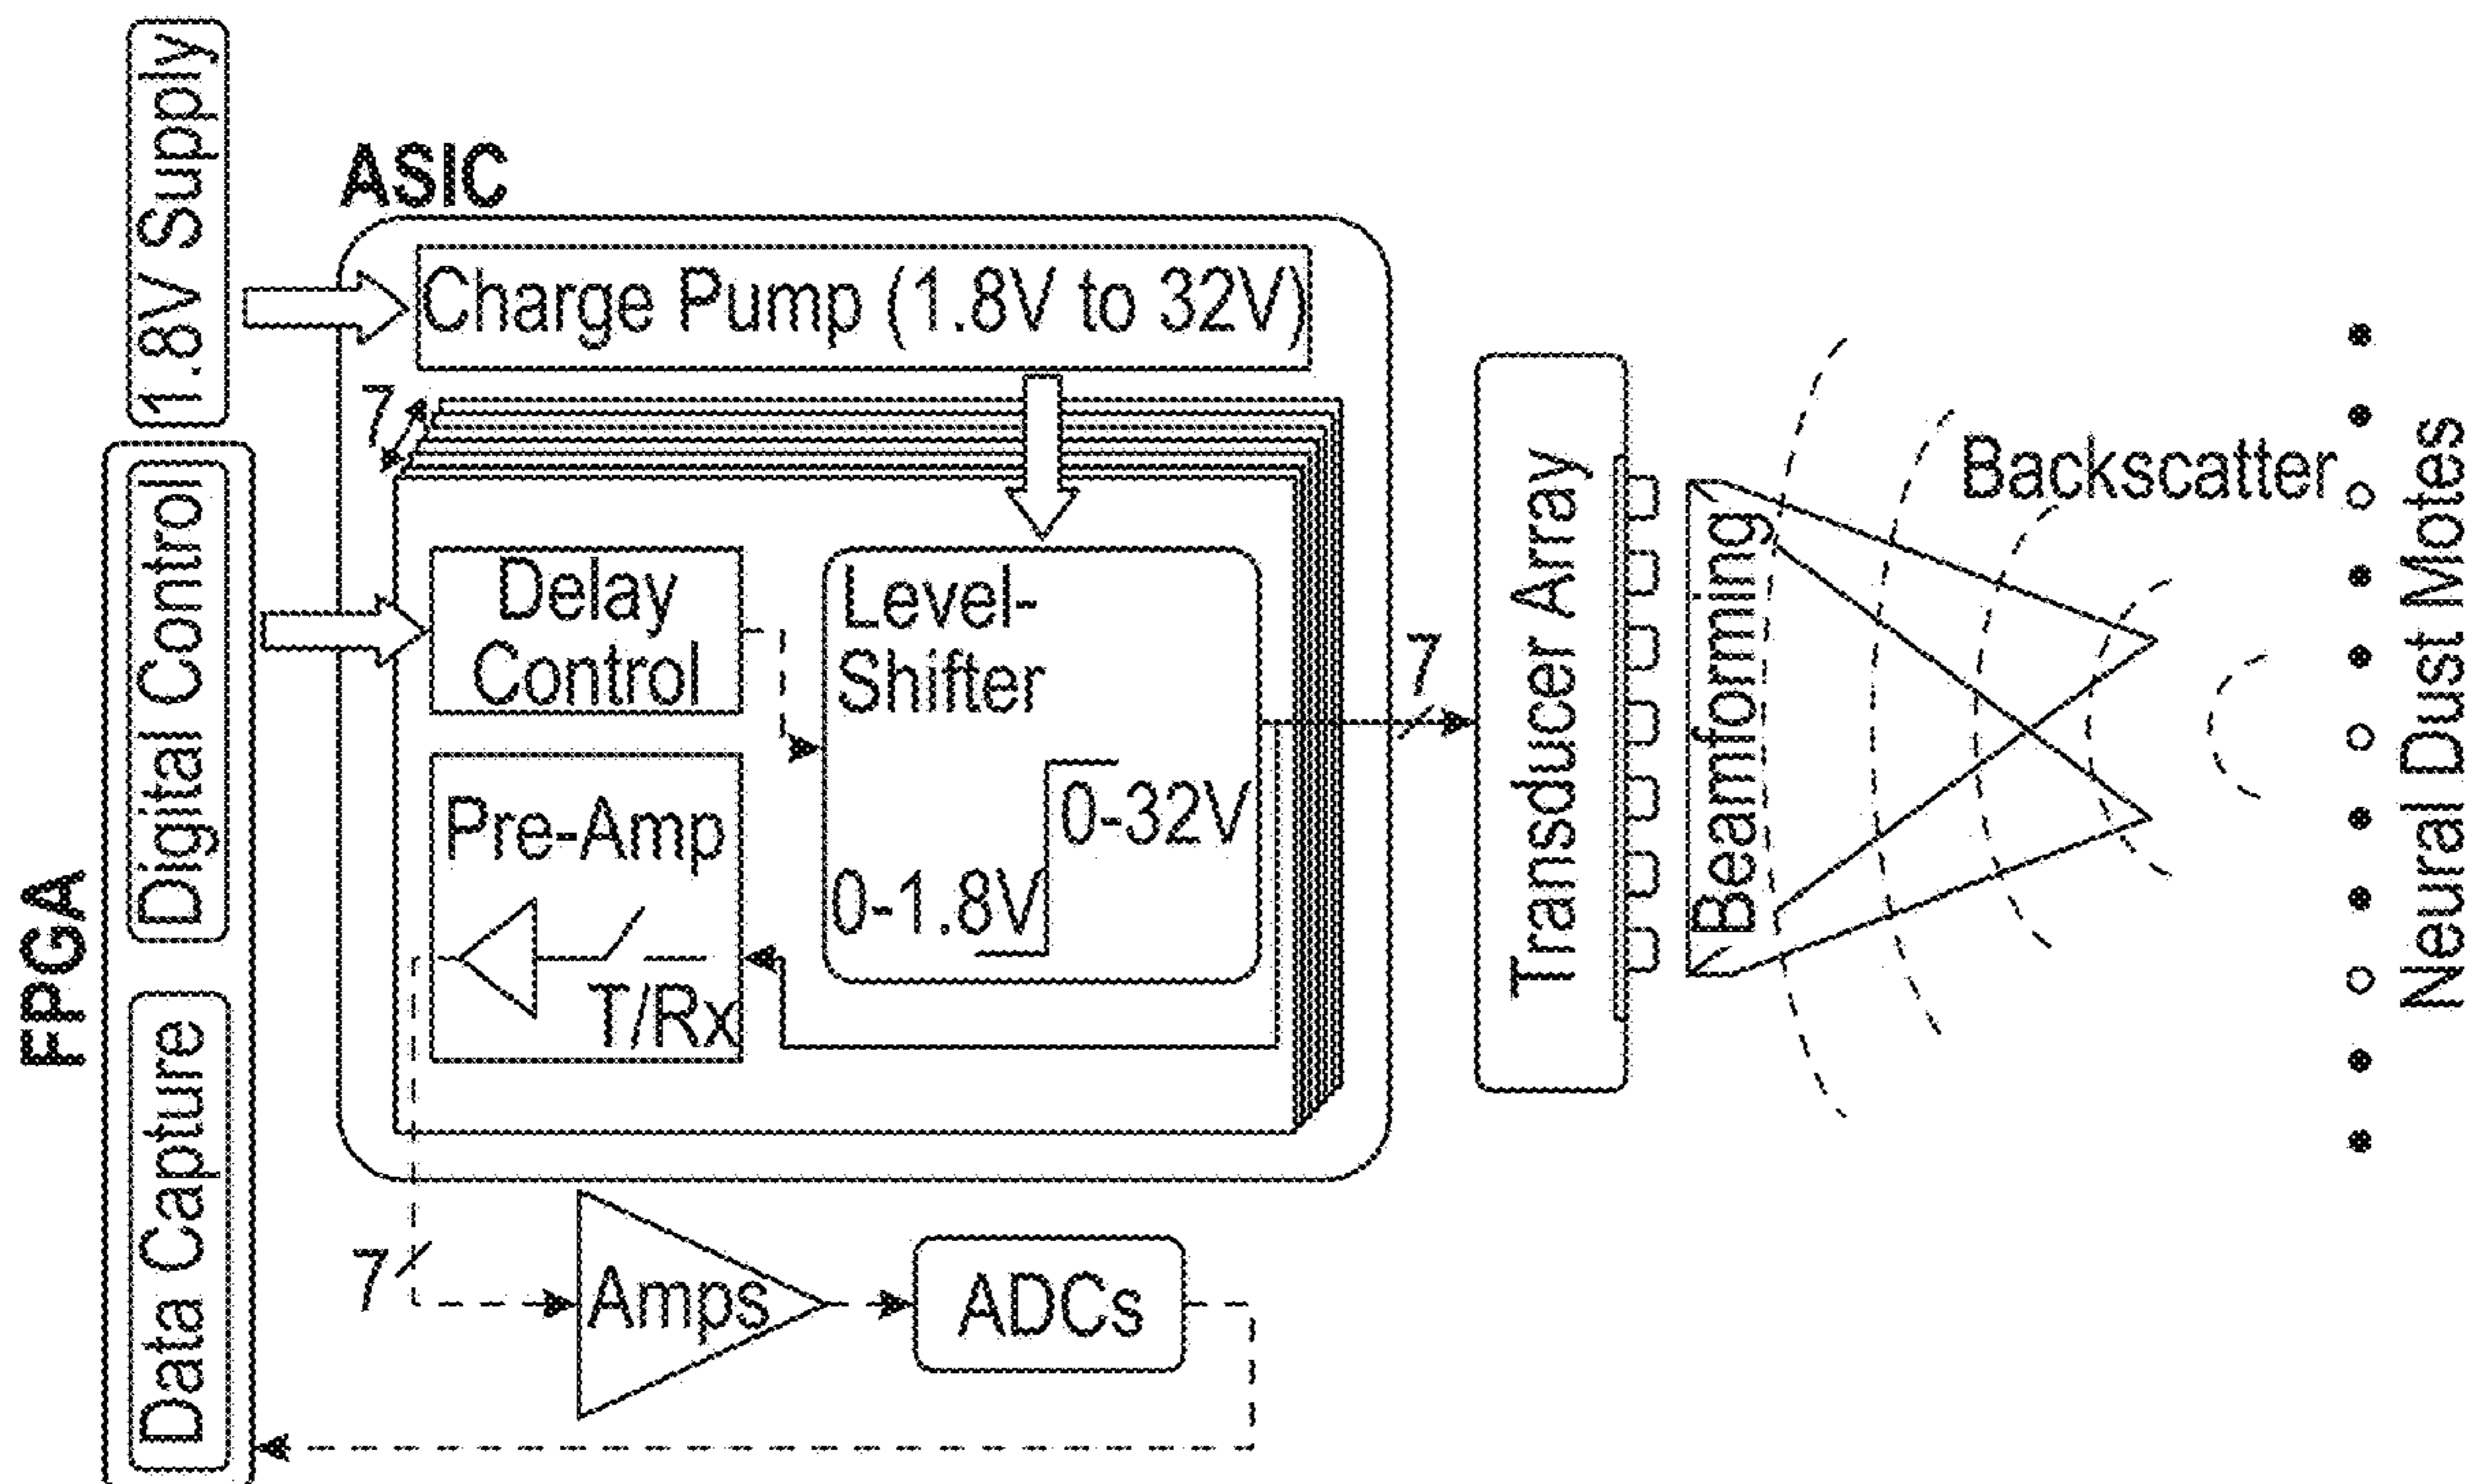 1.8V Supply
FPGA
Digital Control
Data Capture
ASIC
Charge Pump (1.8V to 32V)
7
Delay
Control
Level-
Shifter
0-32V
0-1.8V
Pre-Amp
T/Rx
7
Amps
ADCs
7
Transducer Array
Beamforming
Backscatter
Neural Dust Motes